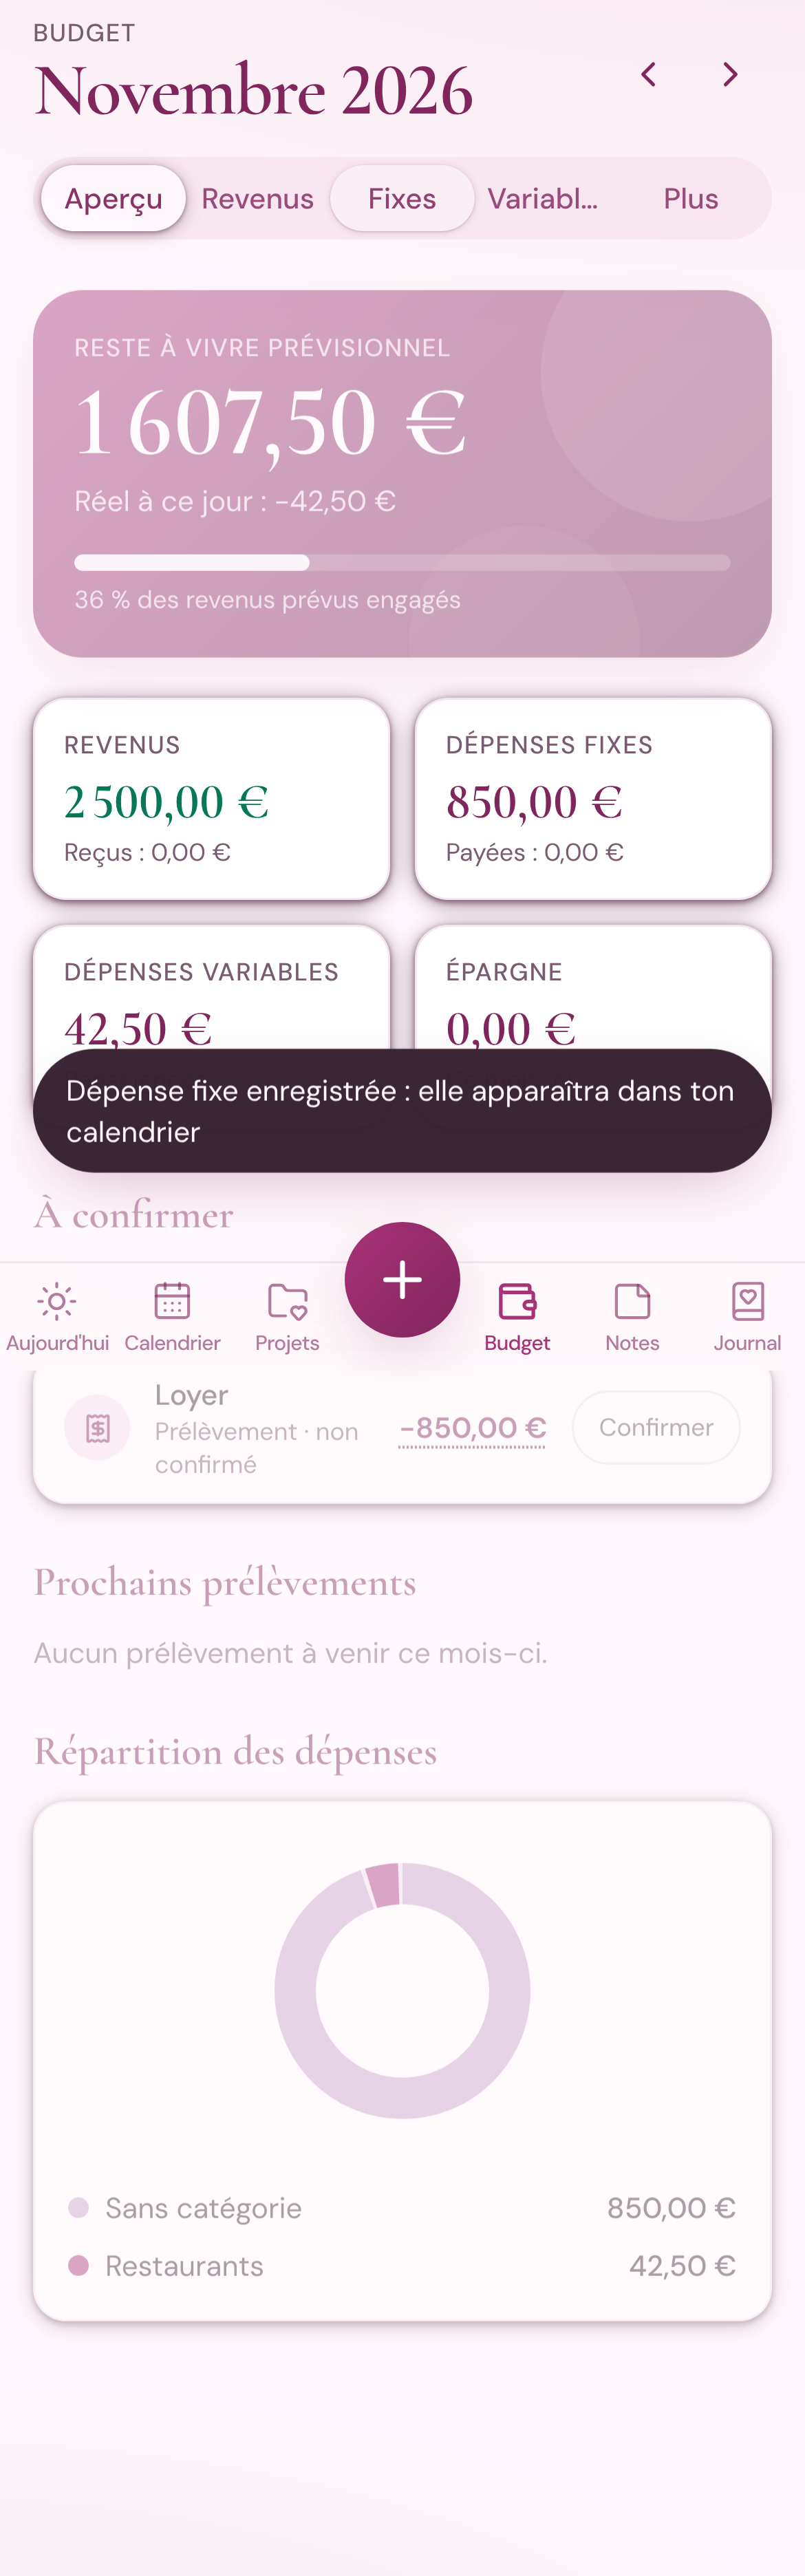 BUDGET
Novembre 2026
Aperçu Revenus Fixes Variabl... Plus
RESTE À VIVRE PRÉVISIONNEL
1 607,50 €
Réel à ce jour : -42,50 €
36 % des revenus prévus engagés
REVENUS
2 500,00 €
Reçus : 0,00 €
DÉPENSES FIXES
850,00 €
Payées : 0,00 €
DÉPENSES VARIABLES
42,50 €
ÉPARGNE
0,00 €
Dépense fixe enregistrée : elle apparaîtra dans ton
calendrier
À confirmer
Aujourd'hui Calendrier Projets Budget Notes Journal
Loyer
Prélèvement · non
confirmé
-850,00 €
Confirmer
Prochains prélèvements
Aucun prélèvement à venir ce mois-ci.
Répartition des dépenses
Sans catégorie 850,00 €
Restaurants 42,50 €